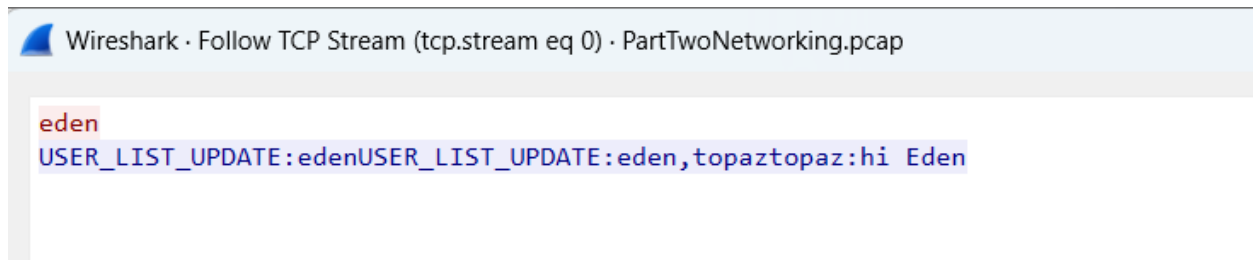 Wireshark · Follow TCP Stream (tcp.stream eq 0) · PartTwoNetworking.pcap
eden
USER_LIST_UPDATE:edenUSER_LIST_UPDATE:eden,topaztopaz:hi Eden